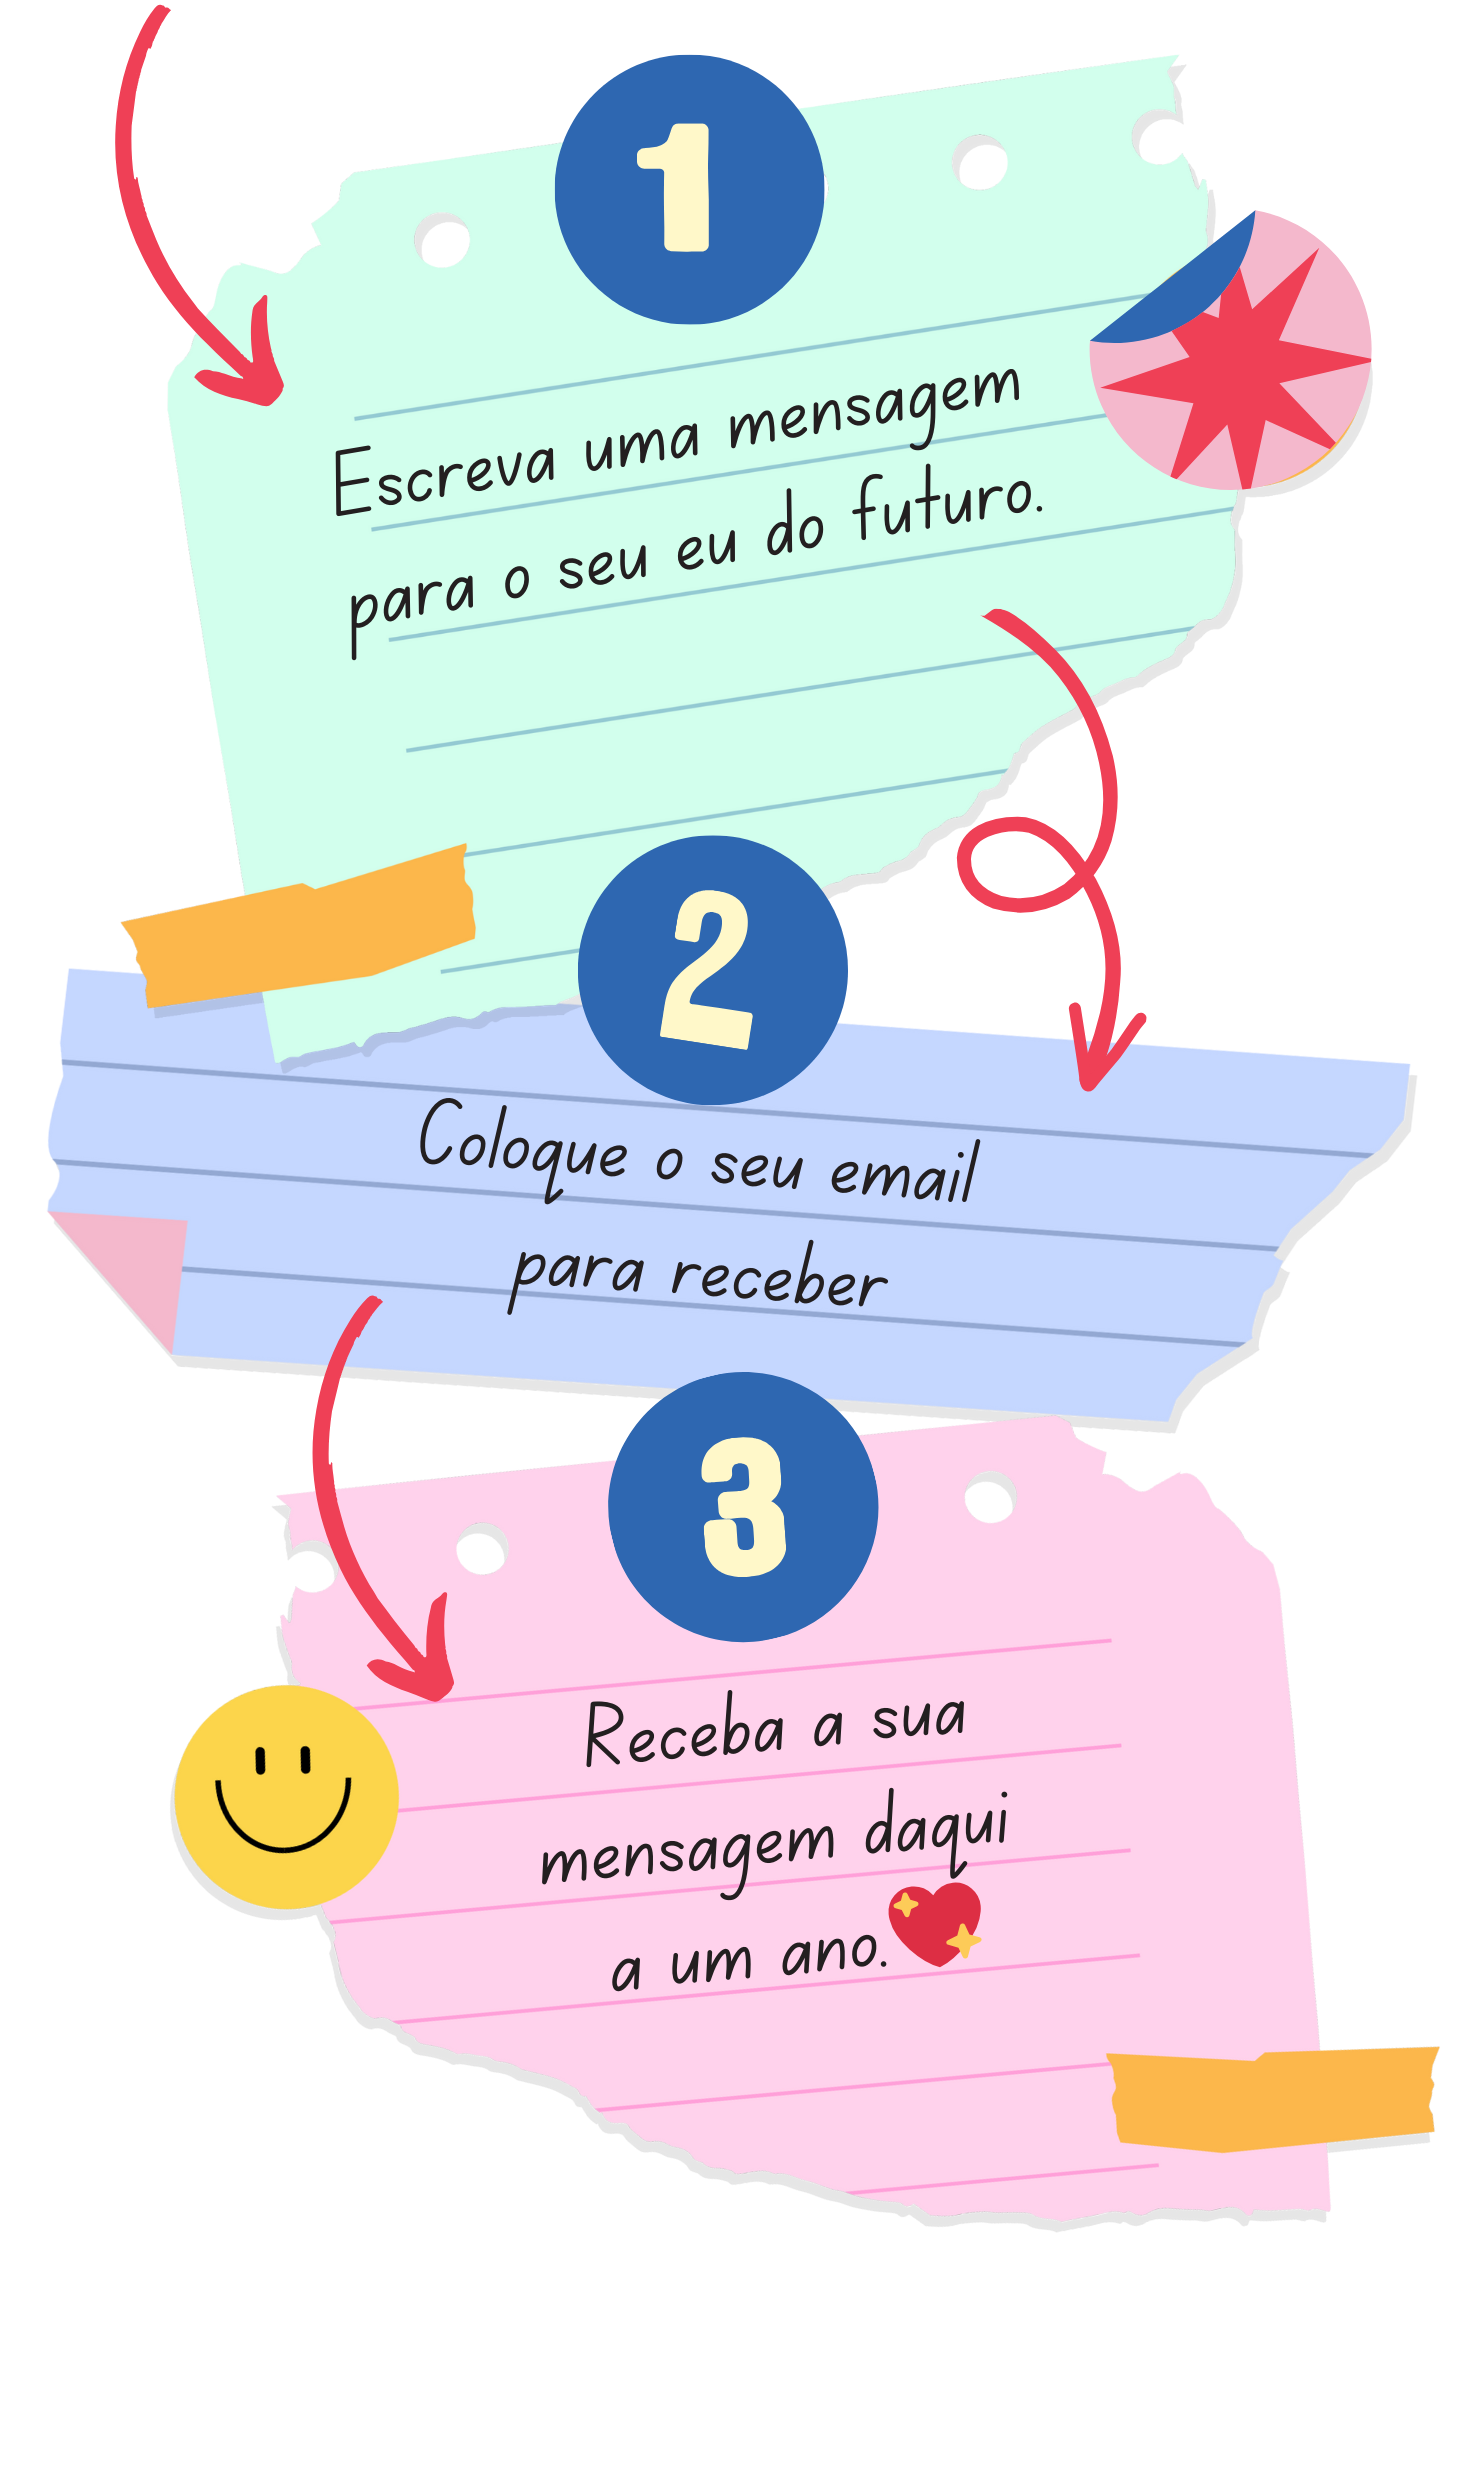 1
Escreva uma mensagem
para o seu eu do futuro.
2
Coloque o seu email
para receber
3
Receba a sua
mensagem daqui
a um ano.